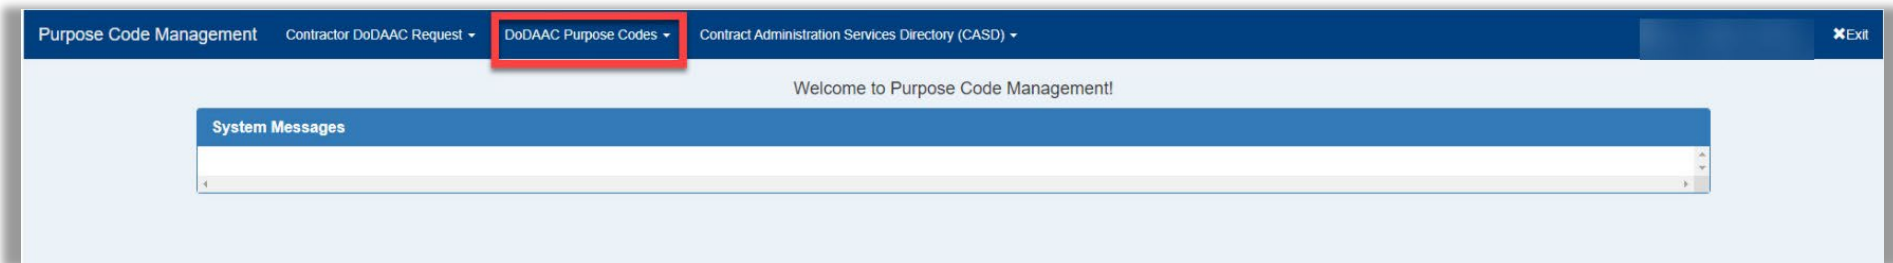 Purpose Code Management Contractor DoDAAC Request DoDAAC Purpose Codes Contract Administration Services Directory (CASD) ✖Exit
Welcome to Purpose Code Management!
System Messages